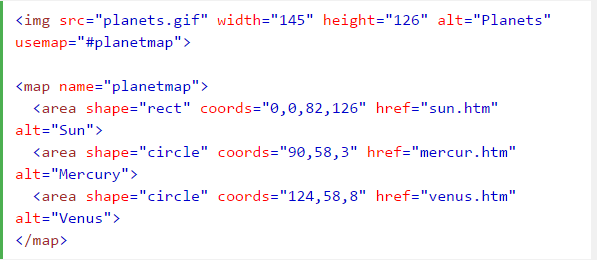 <img src="planets.gif" width="145" height="126" alt="Planets"
usemap="#planetmap">
<map name="planetmap">
<area shape="rect" coords="0,0,82,126" href="sun.htm"
alt="Sun">
<area shape="circle" coords="90,58,3" href="mercur.htm"
alt="Mercury">
<area shape="circle" coords="124,58,8" href="venus.htm"
alt="Venus">
</map>